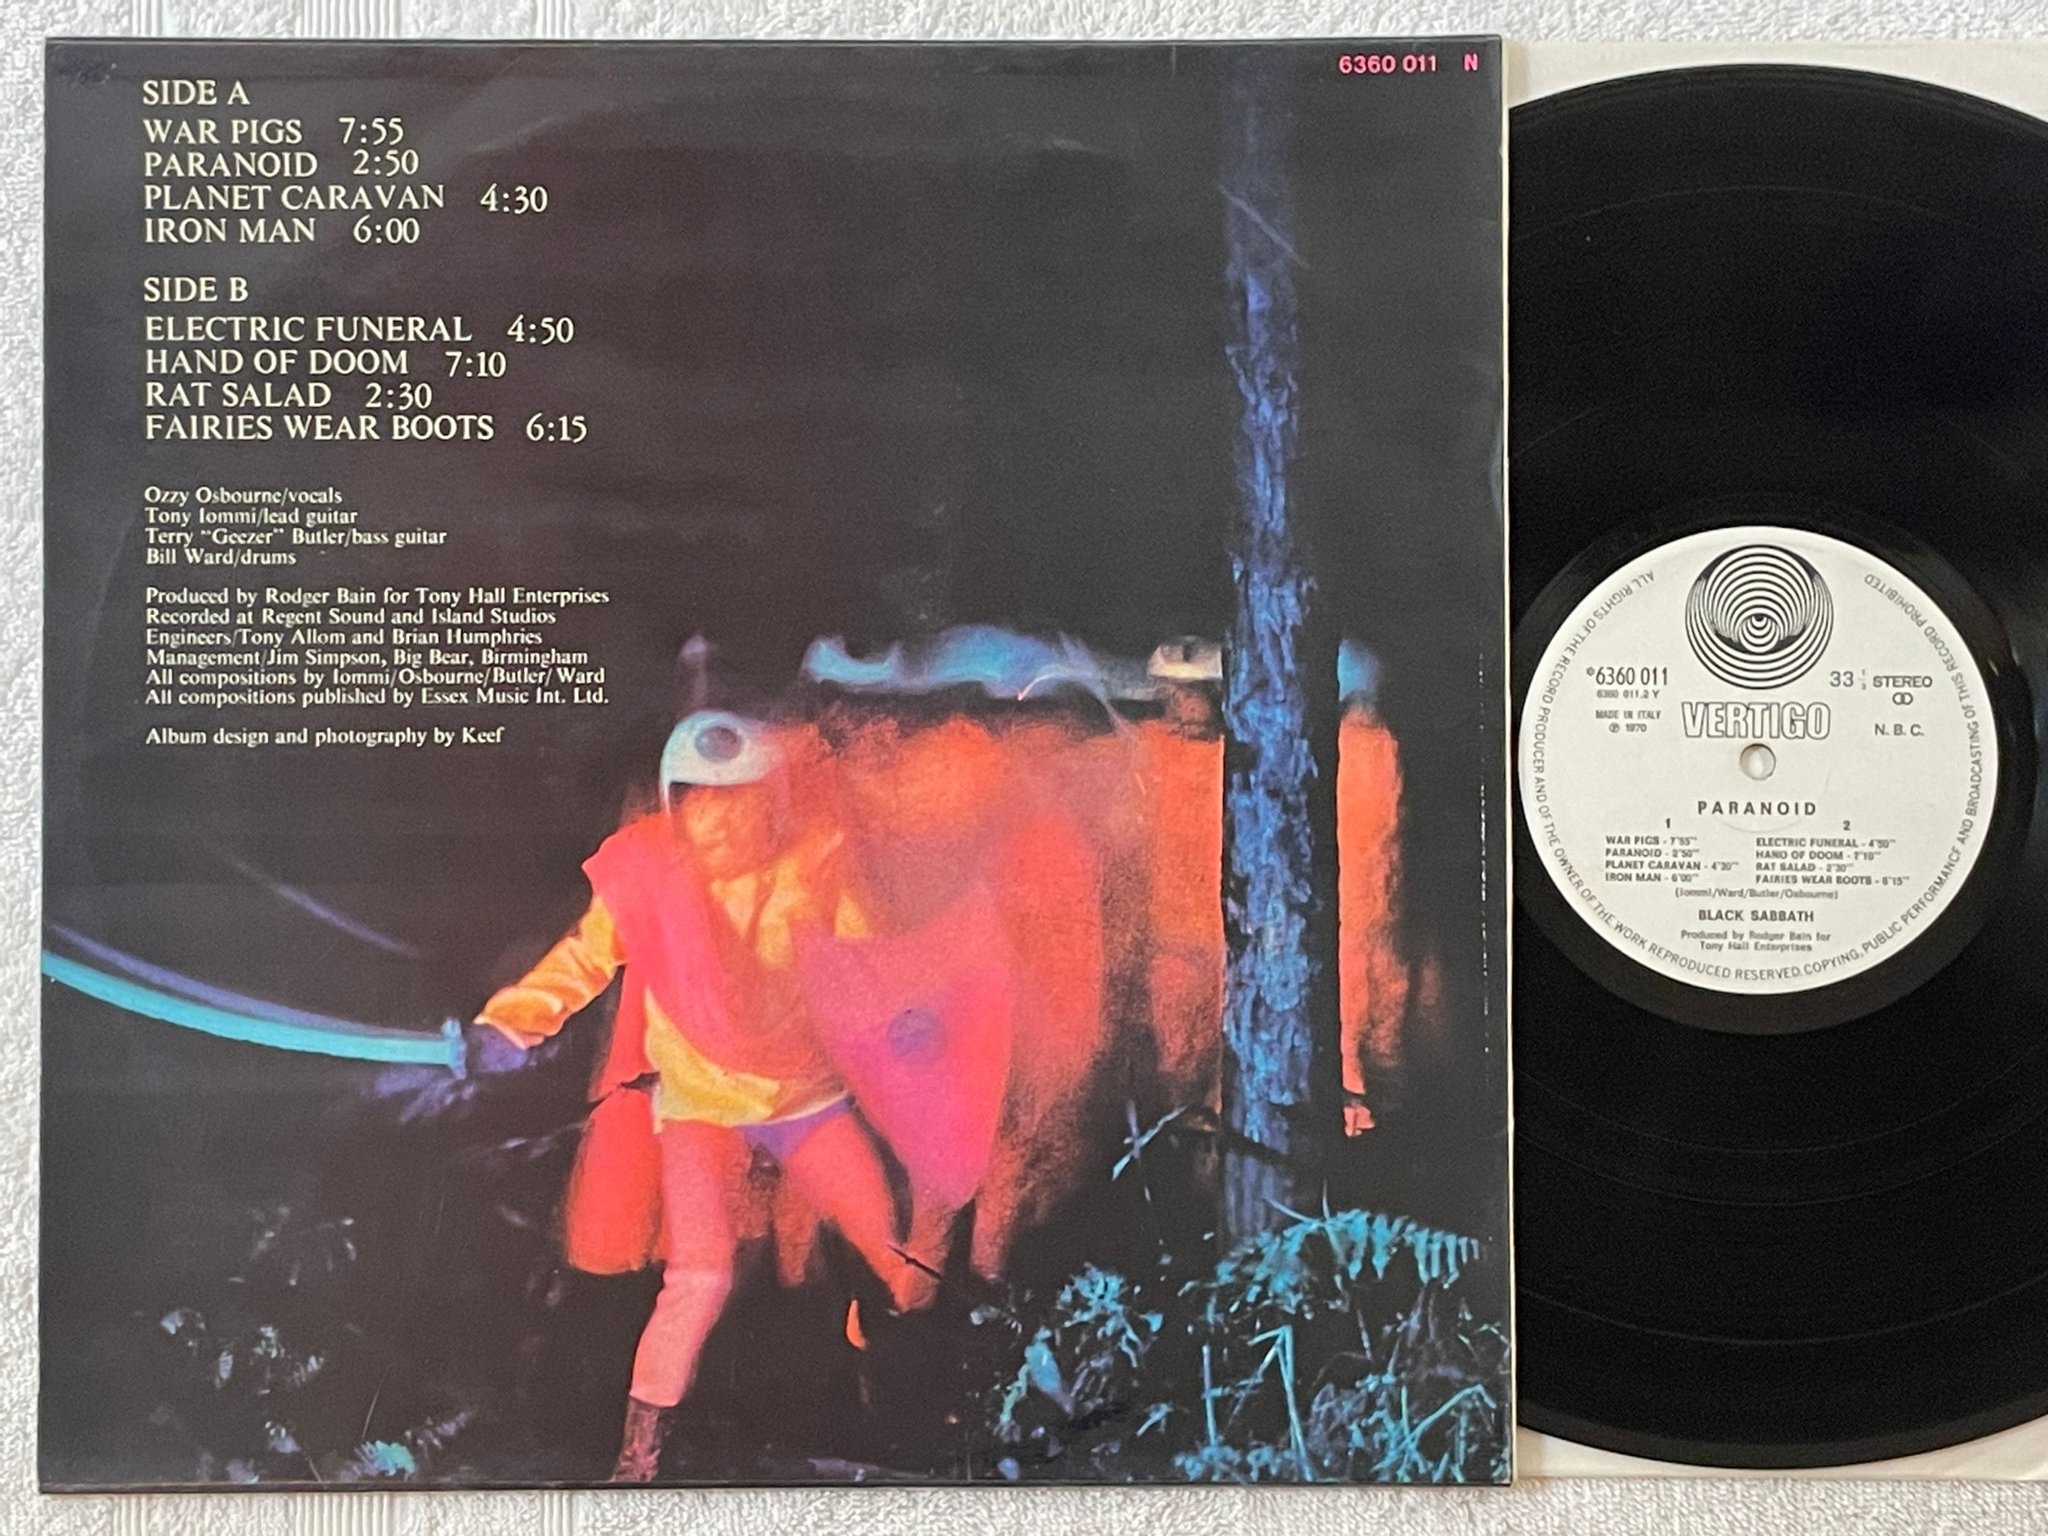 6360 011 N
SIDE A
WAR PIGS 7:55
PARANOID 2:50
PLANET CARAVAN 4:30
IRON MAN 6:00
SIDE B
ELECTRIC FUNERAL 4:50
HAND OF DOOM 7:10
RAT SALAD 2:30
FAIRIES WEAR BOOTS 6:15
Ozzy Osbourne/vocals
Tony Iommi/lead guitar
Terry "Geezer" Butler/bass guitar
Bill Ward/drums
Produced by Rodger Bain for Tony Hall Enterprises
Recorded at Regent Sound and Island Studios
Engineers/Tony Allom and Brian Humphries
Management/Jim Simpson, Big Bear, Birmingham
All compositions by Iommi/Osbourne/Butler/Ward
All compositions published by Essex Music Int. Ltd.
Album design and photography by Keef
ALL RIGHTS OF THE RECORD PRODUCER AND OF THE OWNER OF THE WORK REPRODUCED RESERVED. COPYING, PUBLIC PERFORMANCE AND BROADCASTING OF THIS RECORD PROHIBITED
6360 011
6360 011.2 Y
MADE IN ITALY
℗ 1970
VERTIGO
33 1/3 STEREO
N. B. C.
PARANOID
1
WAR PIGS - 7'55"
PARANOID - 2'50"
PLANET CARAVAN - 4'30"
IRON MAN - 6'00"
2
ELECTRIC FUNERAL - 4'50"
HAND OF DOOM - 7'10"
RAT SALAD - 2'30"
FAIRIES WEAR BOOTS - 6'15"
(Iommi/Ward/Butler/Osbourne)
BLACK SABBATH
Produced by Rodger Bain for
Tony Hall Enterprises